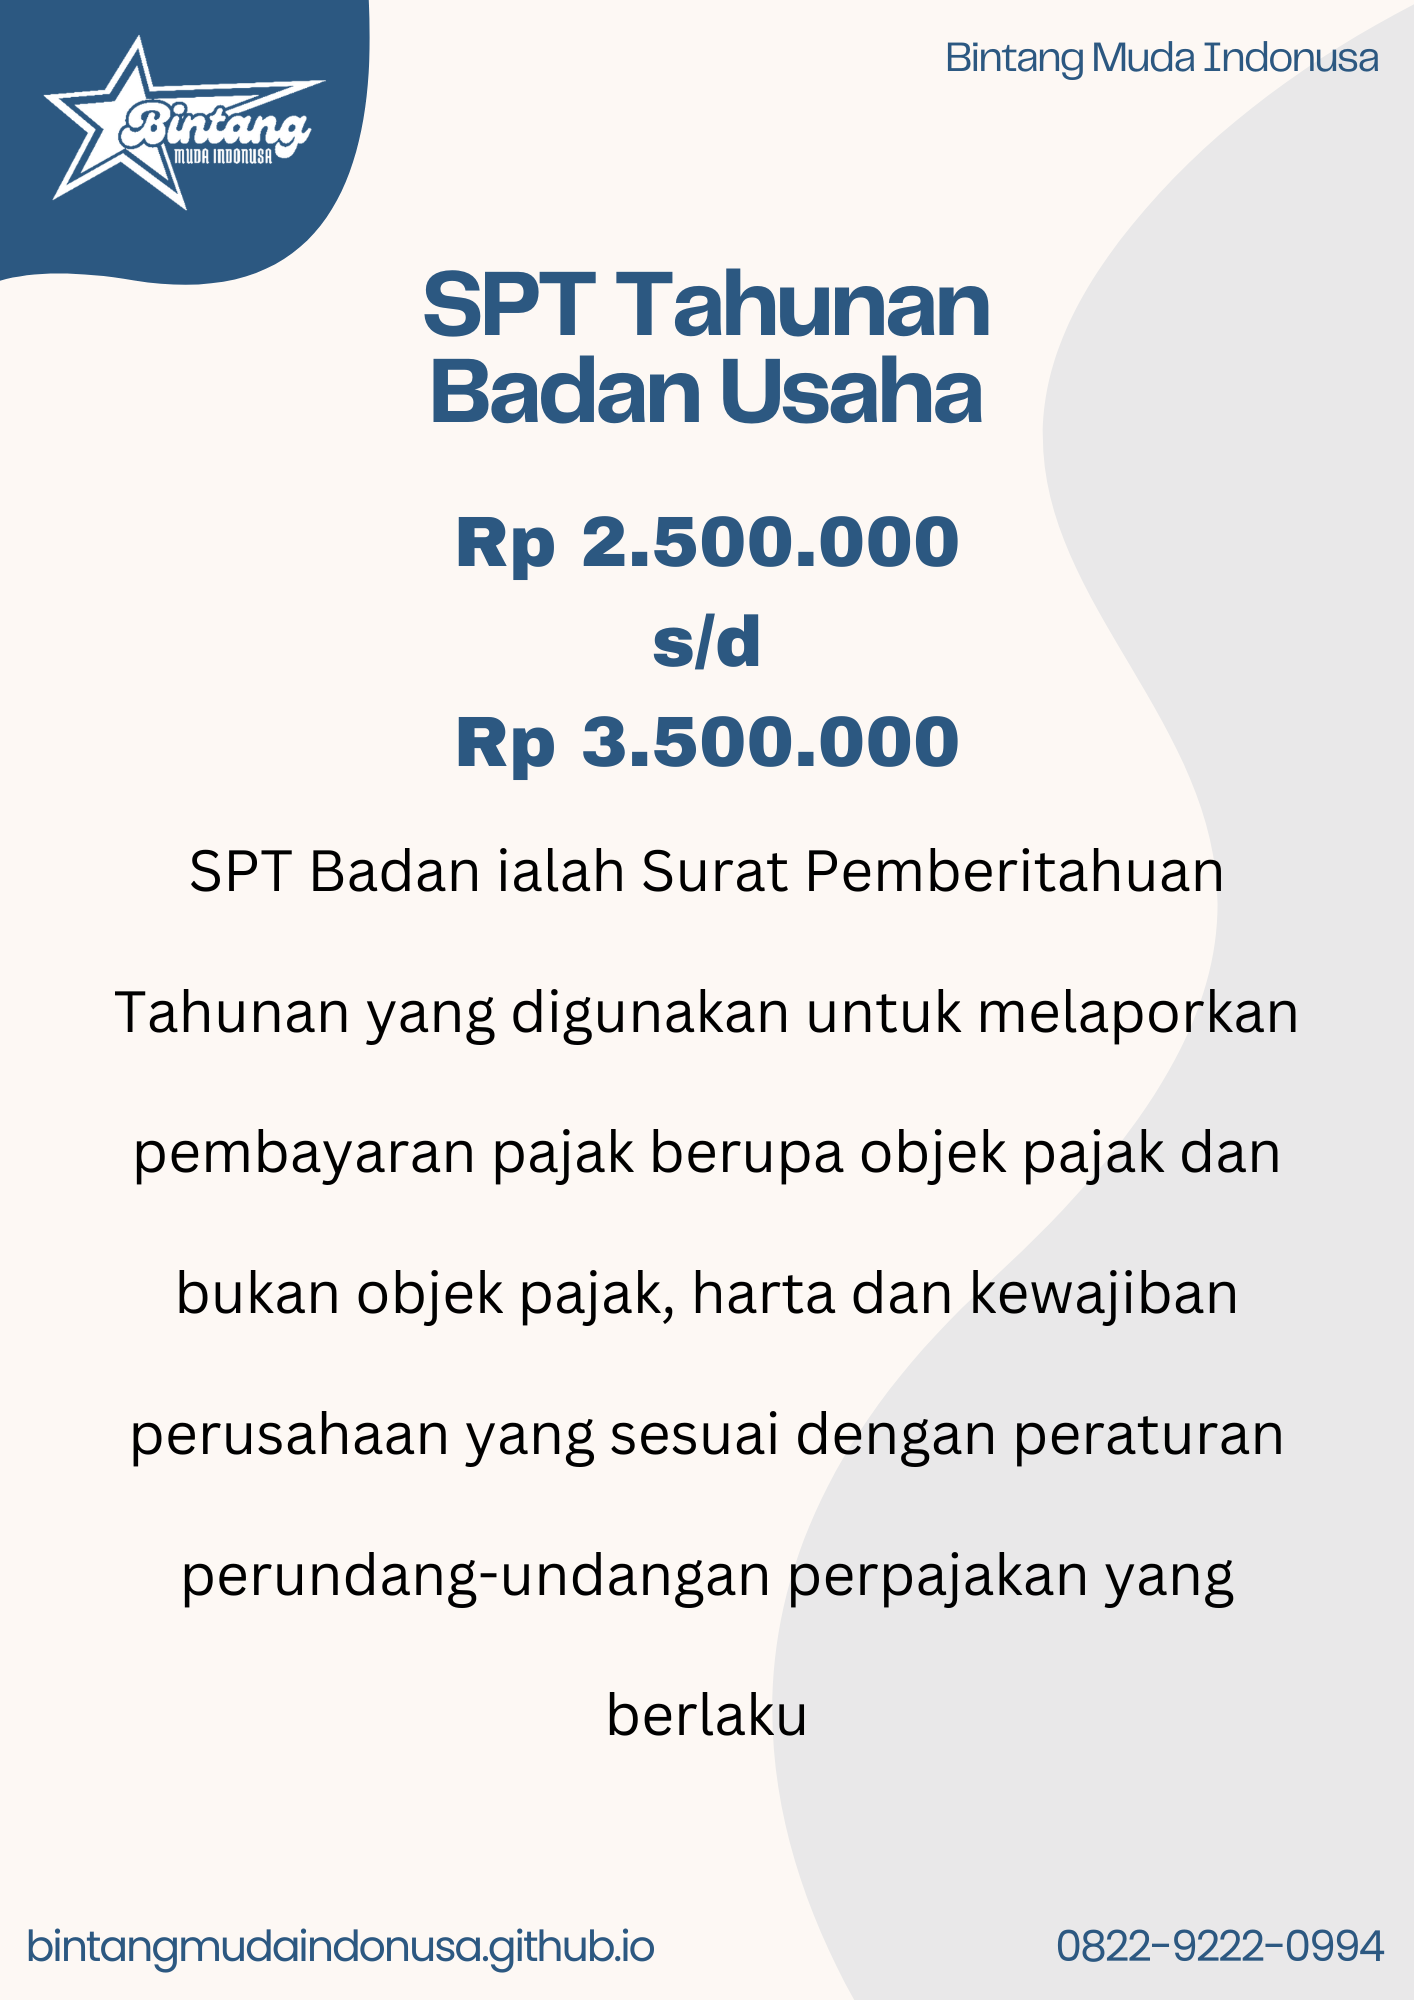 Bintang
MUDA INDONUSA
Bintang Muda Indonusa
SPT Tahunan
Badan Usaha
Rp 2.500.000
s/d
Rp 3.500.000
SPT Badan ialah Surat Pemberitahuan
Tahunan yang digunakan untuk melaporkan
pembayaran pajak berupa objek pajak dan
bukan objek pajak, harta dan kewajiban
perusahaan yang sesuai dengan peraturan
perundang-undangan perpajakan yang
berlaku
bintangmudaindonusa.github.io
0822-9222-0994